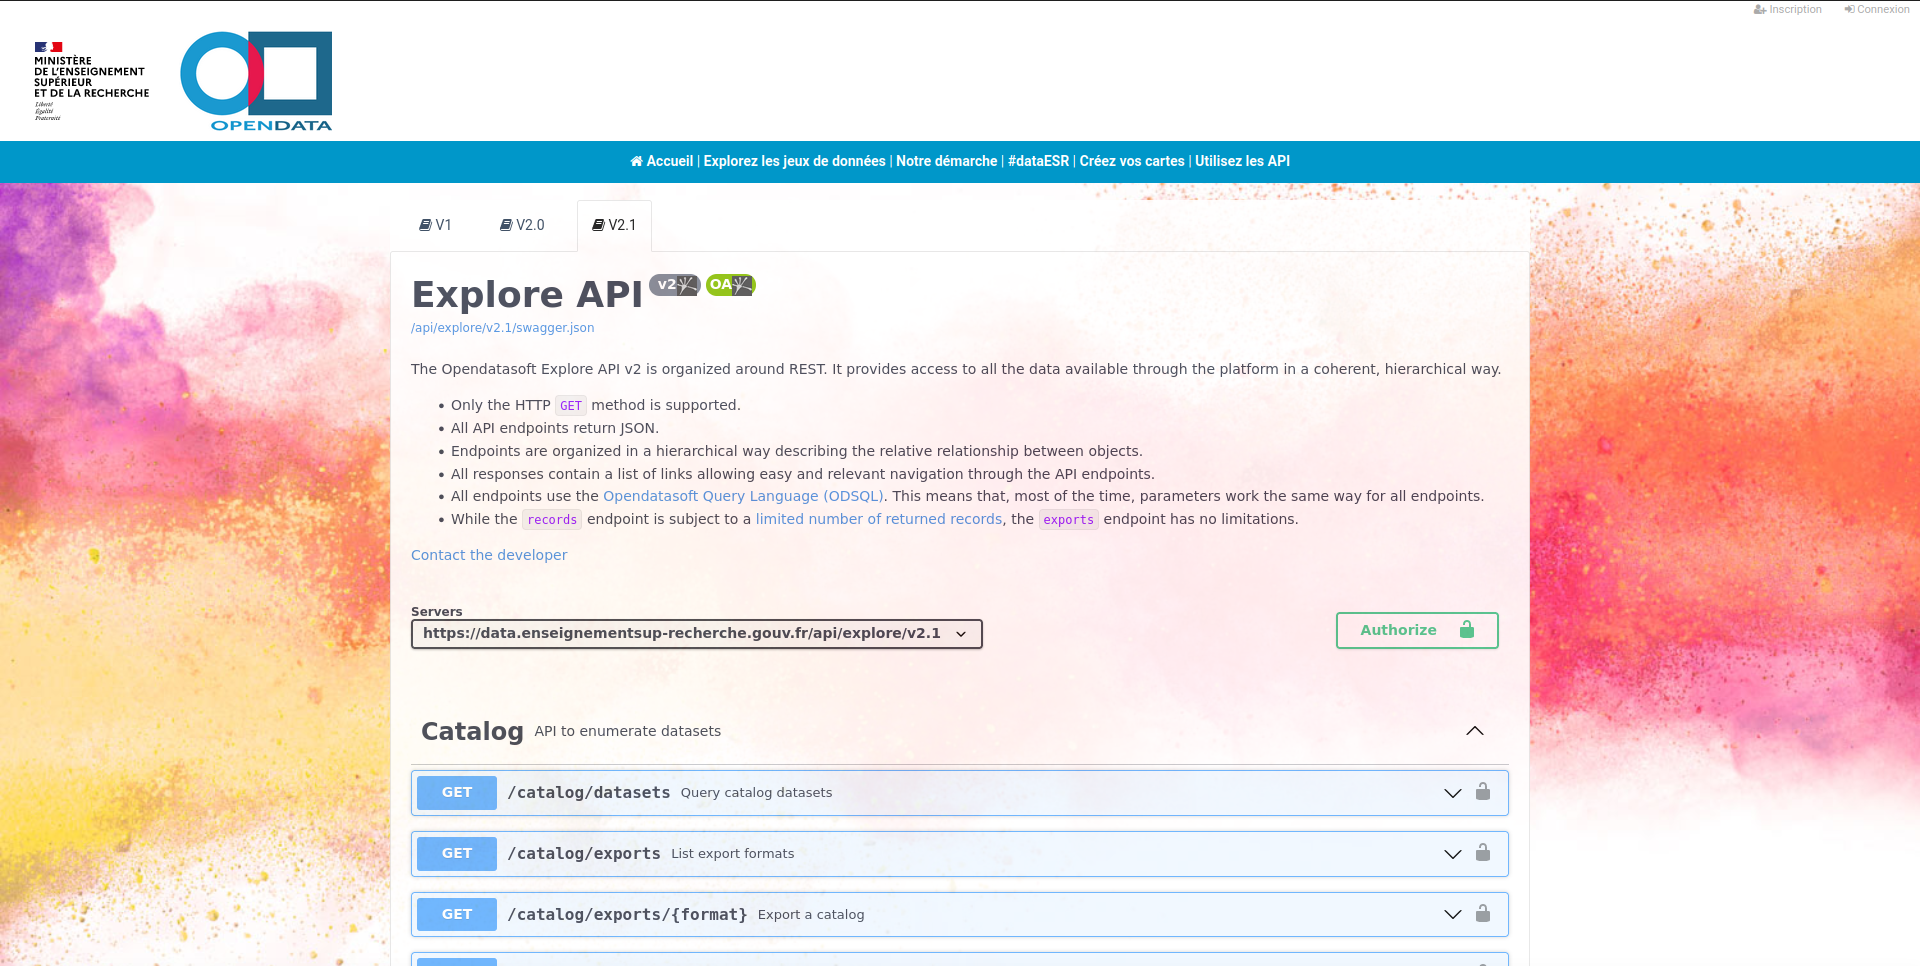 Inscription Connexion
MINISTÈRE
DE L'ENSEIGNEMENT
SUPÉRIEUR
ET DE LA RECHERCHE
Liberté
Égalité
Fraternité
OPENDATA
Accueil | Explorez les jeux de données | Notre démarche | #dataESR | Créez vos cartes | Utilisez les API
V1 V2.0 V2.1
Explore API v2 OA
/api/explore/v2.1/swagger.json
The Opendatasoft Explore API v2 is organized around REST. It provides access to all the data available through the platform in a coherent, hierarchical way.
• Only the HTTP GET method is supported.
• All API endpoints return JSON.
• Endpoints are organized in a hierarchical way describing the relative relationship between objects.
• All responses contain a list of links allowing easy and relevant navigation through the API endpoints.
• All endpoints use the Opendatasoft Query Language (ODSQL). This means that, most of the time, parameters work the same way for all endpoints.
• While the records endpoint is subject to a limited number of returned records, the exports endpoint has no limitations.
Contact the developer
Servers
https://data.enseignementsup-recherche.gouv.fr/api/explore/v2.1
Authorize
Catalog API to enumerate datasets
GET /catalog/datasets Query catalog datasets
GET /catalog/exports List export formats
GET /catalog/exports/{format} Export a catalog